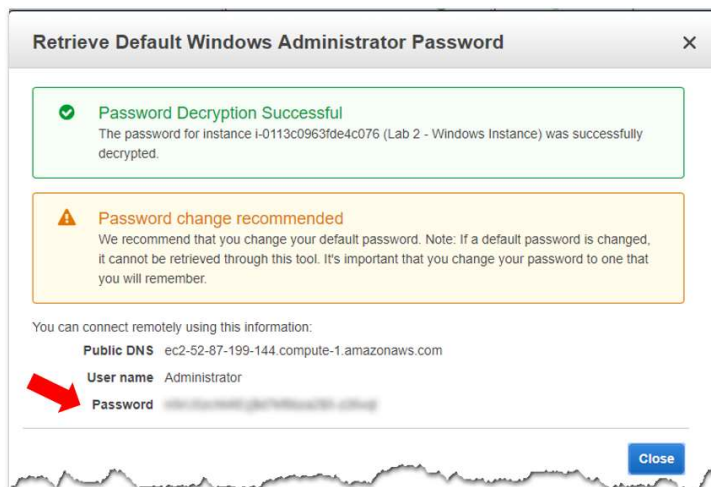 Retrieve Default Windows Administrator Password
Password Decryption Successful
The password for instance i-0113c0963fde4c076 (Lab 2 - Windows Instance) was successfully
decrypted.
Password change recommended
We recommend that you change your default password. Note: If a default password is changed,
it cannot be retrieved through this tool. It's important that you change your password to one that
you will remember.
You can connect remotely using this information:
Public DNS ec2-52-87-199-144.compute-1.amazonaws.com
User name Administrator
Password
Close